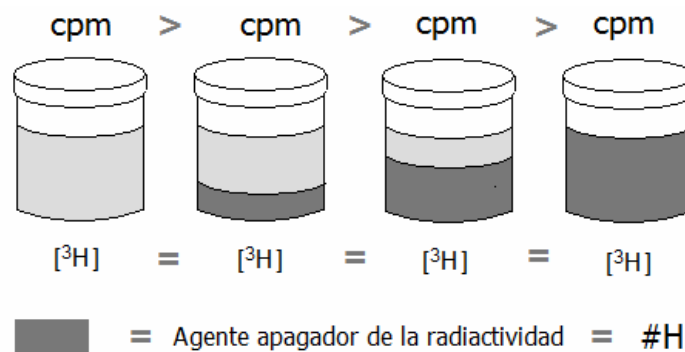 cpm > cpm > cpm > cpm
[³H] = [³H] = [³H] = [³H]
= Agente apagador de la radiactividad = #H